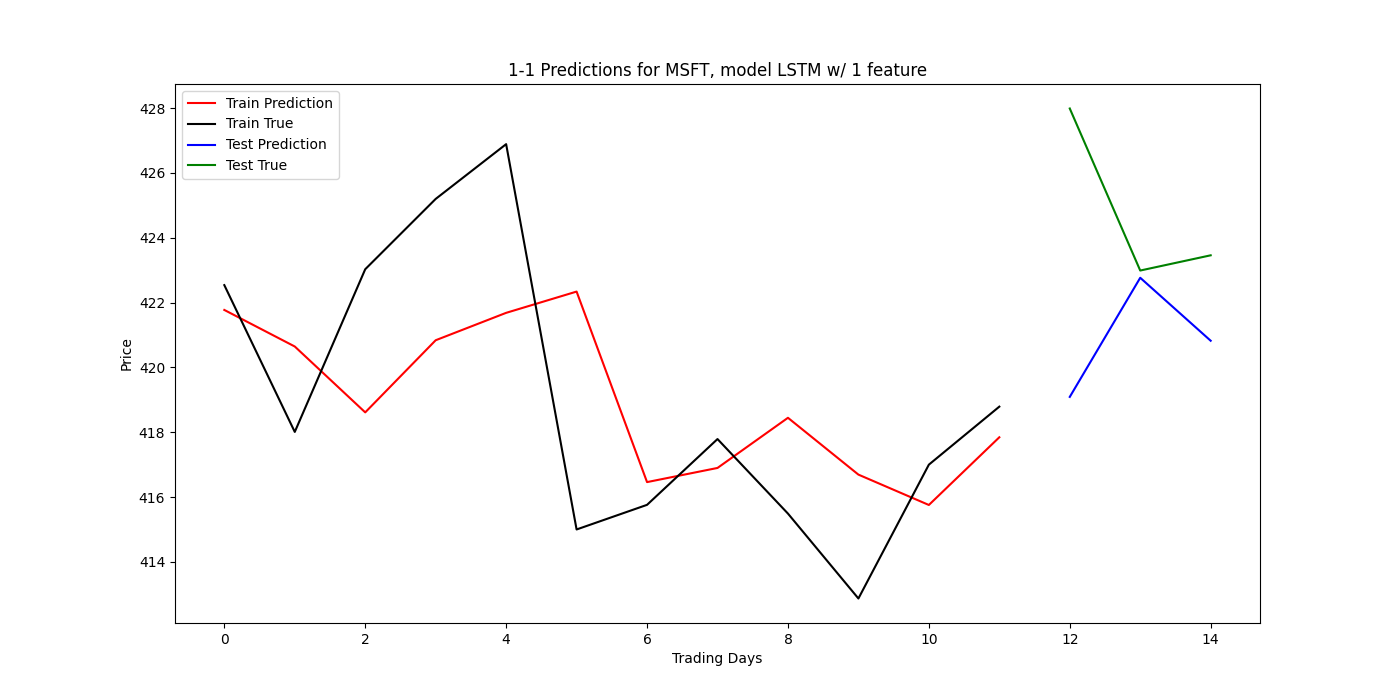 1-1 Predictions for MSFT, model LSTM w/ 1 feature
Train Prediction
Train True
Test Prediction
Test True
428
426
424
422
420
418
416
414
Price
0 2 4 6 8 10 12 14
Trading Days